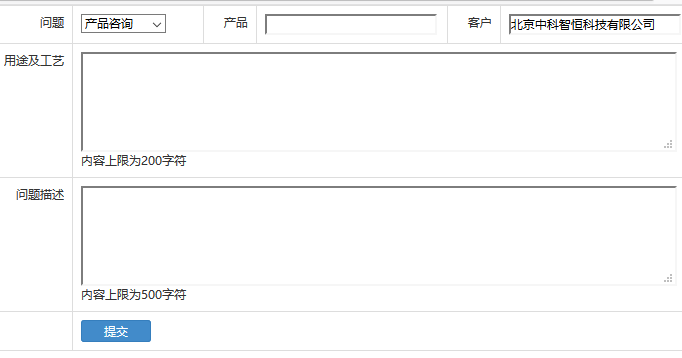 问题 产品咨询 产品 客户 北京中科智恒科技有限公司
用途及工艺
内容上限为200字符
问题描述
内容上限为500字符
提交